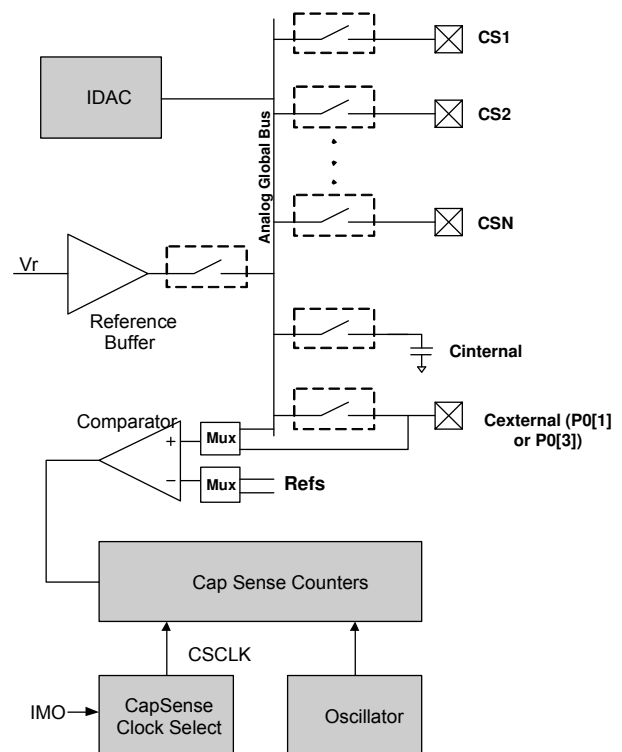 CS1
IDAC
CS2
Analog Global Bus
CSN
Vr
Reference
Buffer
Cinternal
Comparator
+
Mux
Cexternal (P0[1]
or P0[3])
−
Mux
Refs
Cap Sense Counters
CSCLK
IMO
CapSense
Clock Select
Oscillator